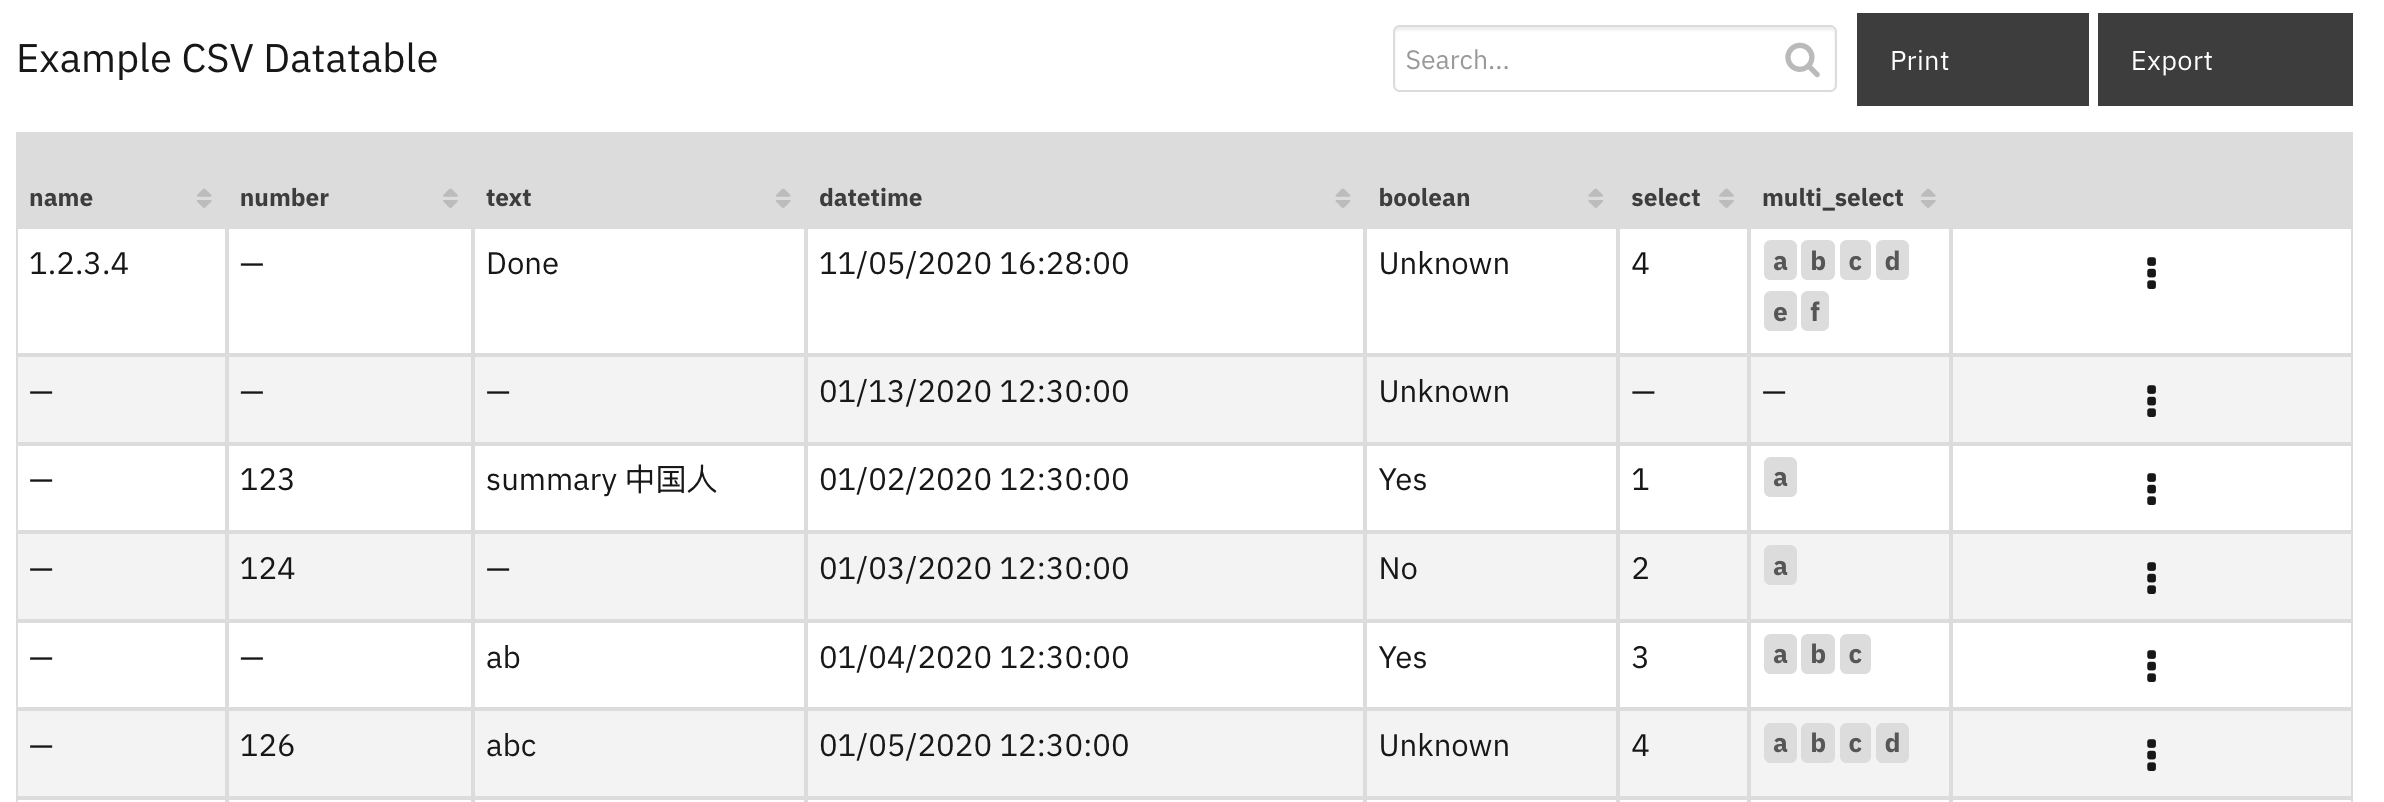 Example CSV Datatable Search... Print Export
name number text datetime boolean select multi_select
1.2.3.4 — Done 11/05/2020 16:28:00 Unknown 4 a b c d
e f
— — — 01/13/2020 12:30:00 Unknown — —
— 123 summary 中国人 01/02/2020 12:30:00 Yes 1 a
— 124 — 01/03/2020 12:30:00 No 2 a
— — ab 01/04/2020 12:30:00 Yes 3 a b c
— 126 abc 01/05/2020 12:30:00 Unknown 4 a b c d